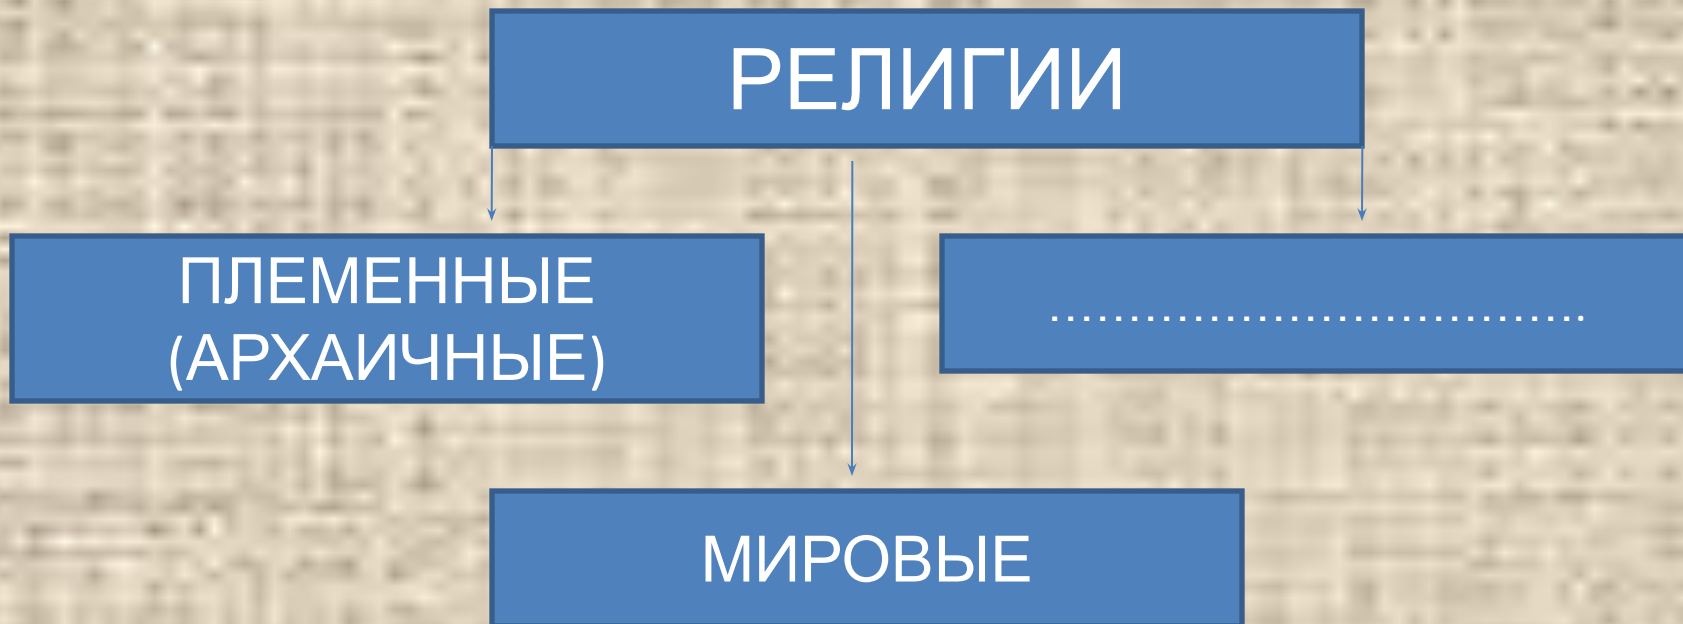 РЕЛИГИИ
ПЛЕМЕННЫЕ
(АРХАИЧНЫЕ)
..................................
МИРОВЫЕ